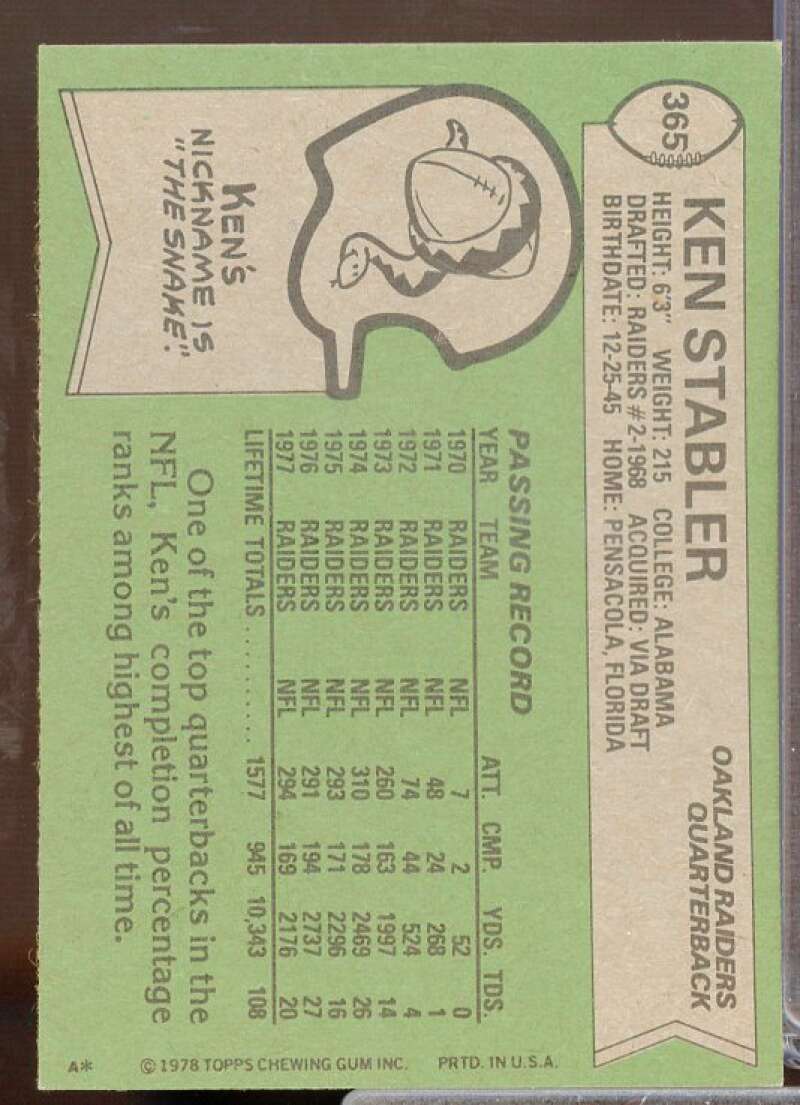 365
KEN STABLER
OAKLAND RAIDERS
QUARTERBACK
HEIGHT: 6'3" WEIGHT: 215 COLLEGE: ALABAMA
DRAFTED: RAIDERS #2-1968 ACQUIRED: VIA DRAFT
BIRTHDATE: 12-25-45 HOME: PENSACOLA, FLORIDA
KEN'S
NICKNAME IS
"THE SNAKE".
PASSING RECORD
YEAR TEAM ATT. CMP. YDS. TDS.
1970 RAIDERS NFL 7 2 52 0
1971 RAIDERS NFL 48 24 268 1
1972 RAIDERS NFL 74 44 524 4
1973 RAIDERS NFL 260 163 1997 14
1974 RAIDERS NFL 310 178 2469 26
1975 RAIDERS NFL 293 171 2296 16
1976 RAIDERS NFL 291 194 2737 27
1977 RAIDERS NFL 294 169 2176 20
LIFETIME TOTALS .......... 1577 945 10,343 108
One of the top quarterbacks in the
NFL, Ken's completion percentage
ranks among highest of all time.
A* © 1978 TOPPS CHEWING GUM INC. PRTD. IN U.S.A.